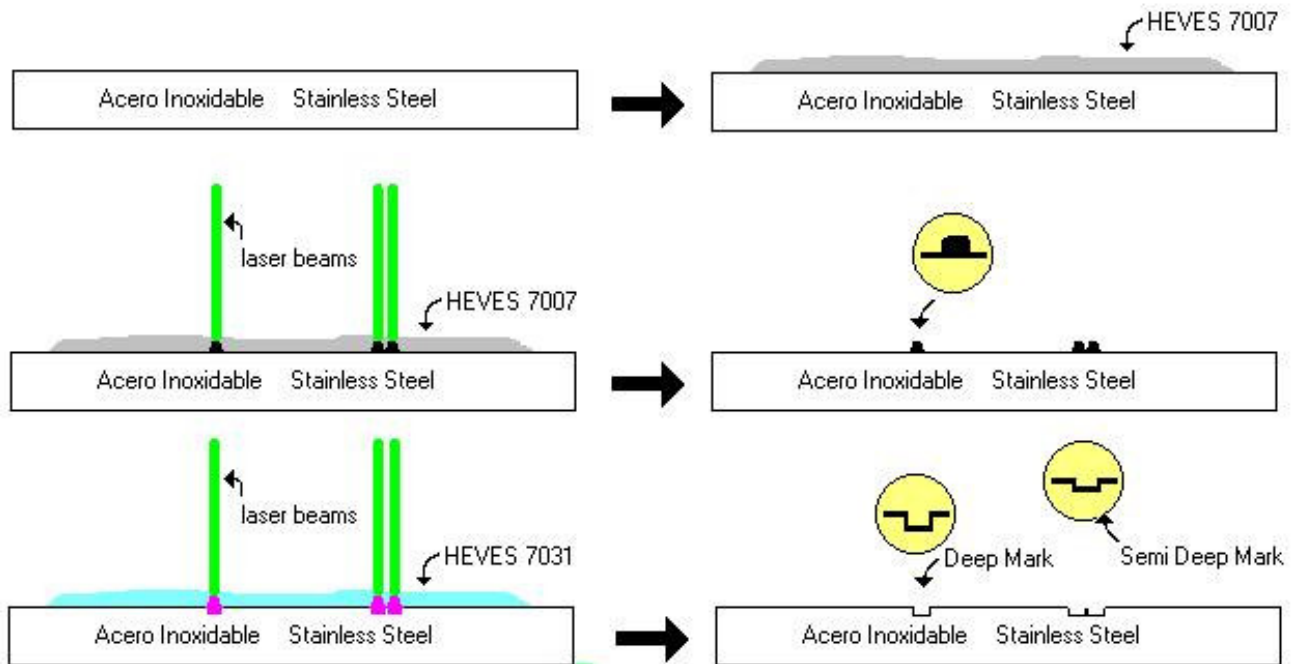 HEVES 7007
Acero Inoxidable Stainless Steel
Acero Inoxidable Stainless Steel
laser beams
HEVES 7007
Acero Inoxidable Stainless Steel
Acero Inoxidable Stainless Steel
laser beams
HEVES 7031
Deep Mark
Semi Deep Mark
Acero Inoxidable Stainless Steel
Acero Inoxidable Stainless Steel